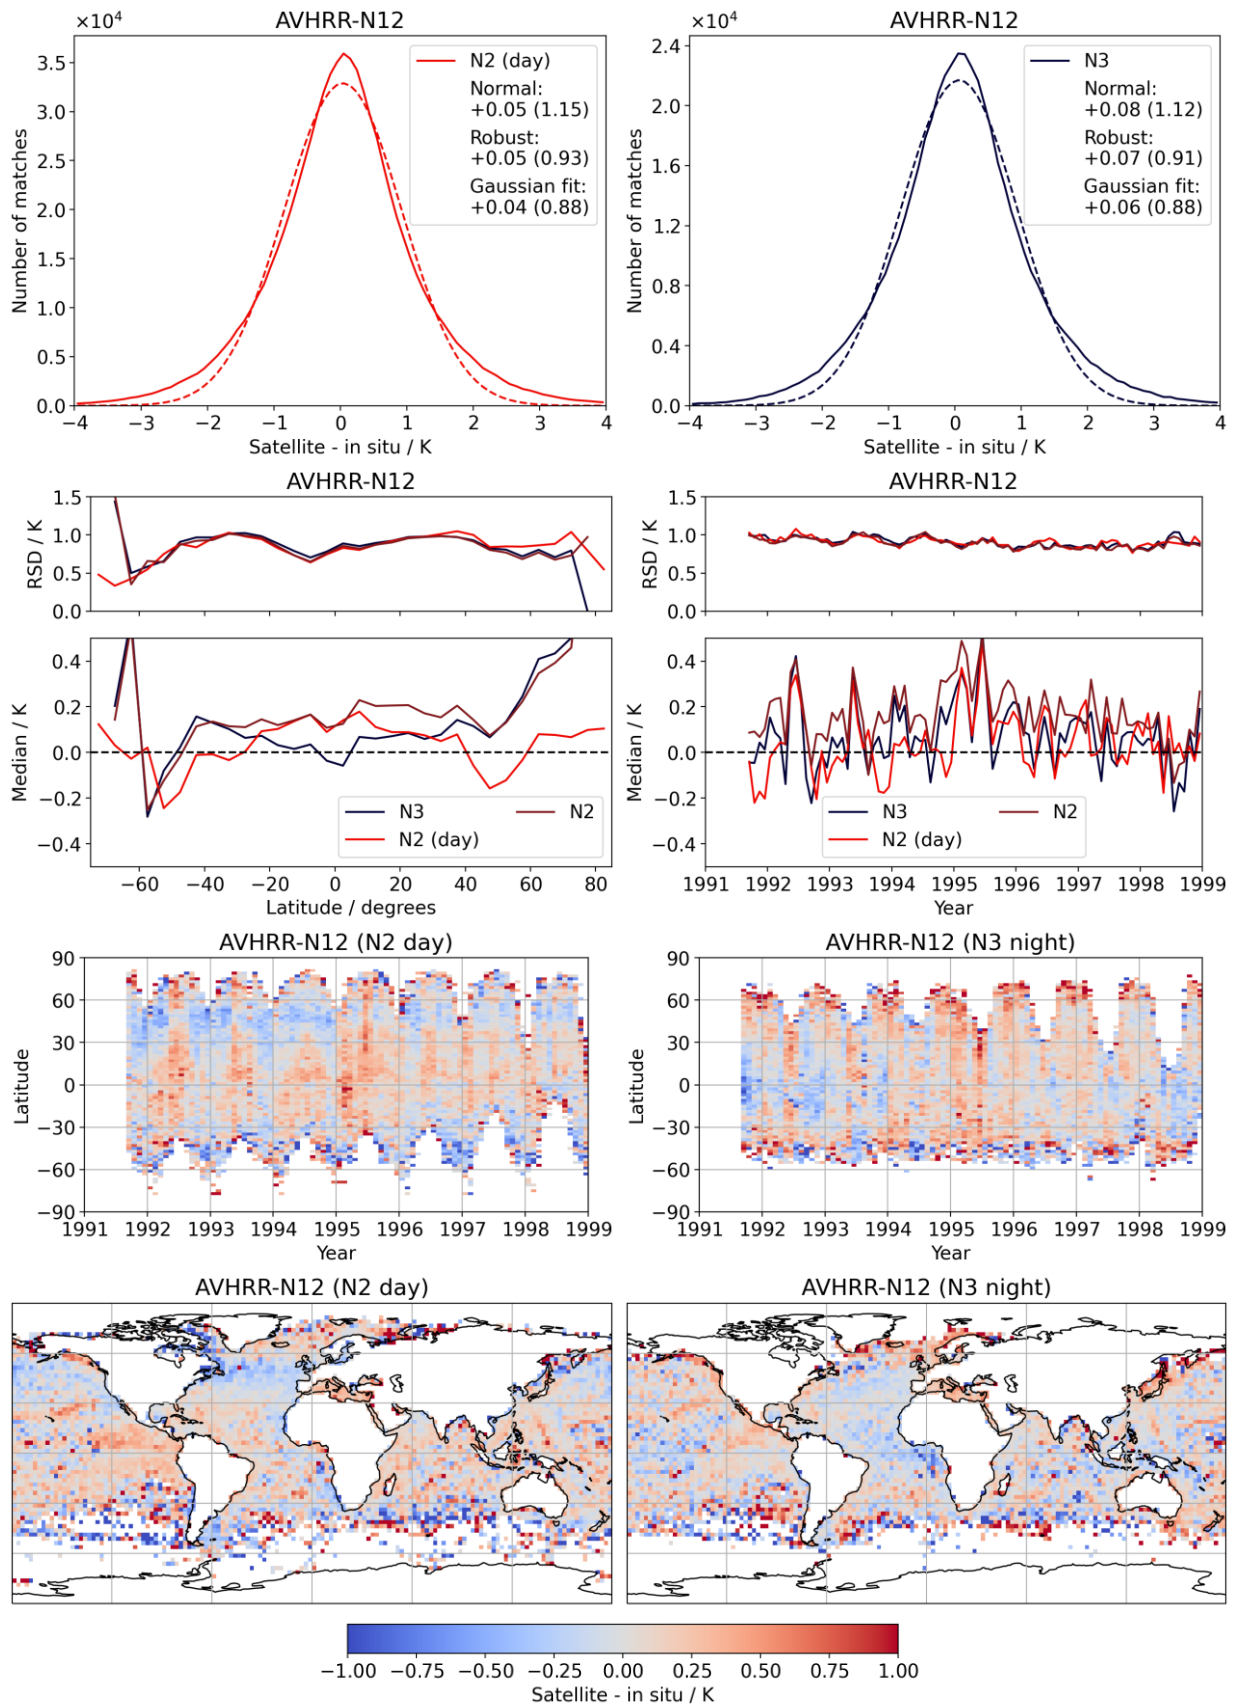 ×10⁴
AVHRR-N12
3.5
3.0
2.5
2.0
1.5
1.0
0.5
0.0
Number of matches
N2 (day)
Normal:
+0.05 (1.15)
Robust:
+0.05 (0.93)
Gaussian fit:
+0.04 (0.88)
−4 −3 −2 −1 0 1 2 3 4
Satellite - in situ / K
×10⁴
AVHRR-N12
2.4
2.0
1.6
1.2
0.8
0.4
0.0
Number of matches
N3
Normal:
+0.08 (1.12)
Robust:
+0.07 (0.91)
Gaussian fit:
+0.06 (0.88)
−4 −3 −2 −1 0 1 2 3 4
Satellite - in situ / K
AVHRR-N12
1.5
1.0
0.5
0.0
RSD / K
0.4
0.2
0.0
−0.2
−0.4
Median / K
N3 N2
N2 (day)
−60 −40 −20 0 20 40 60 80
Latitude / degrees
AVHRR-N12
1.5
1.0
0.5
0.0
RSD / K
0.4
0.2
0.0
−0.2
−0.4
Median / K
N3 N2
N2 (day)
1991 1992 1993 1994 1995 1996 1997 1998 1999
Year
AVHRR-N12 (N2 day)
90
60
30
0
−30
−60
−90
Latitude
1991 1992 1993 1994 1995 1996 1997 1998 1999
Year
AVHRR-N12 (N3 night)
90
60
30
0
−30
−60
−90
Latitude
1991 1992 1993 1994 1995 1996 1997 1998 1999
Year
AVHRR-N12 (N2 day)
AVHRR-N12 (N3 night)
−1.00 −0.75 −0.50 −0.25 0.00 0.25 0.50 0.75 1.00
Satellite - in situ / K